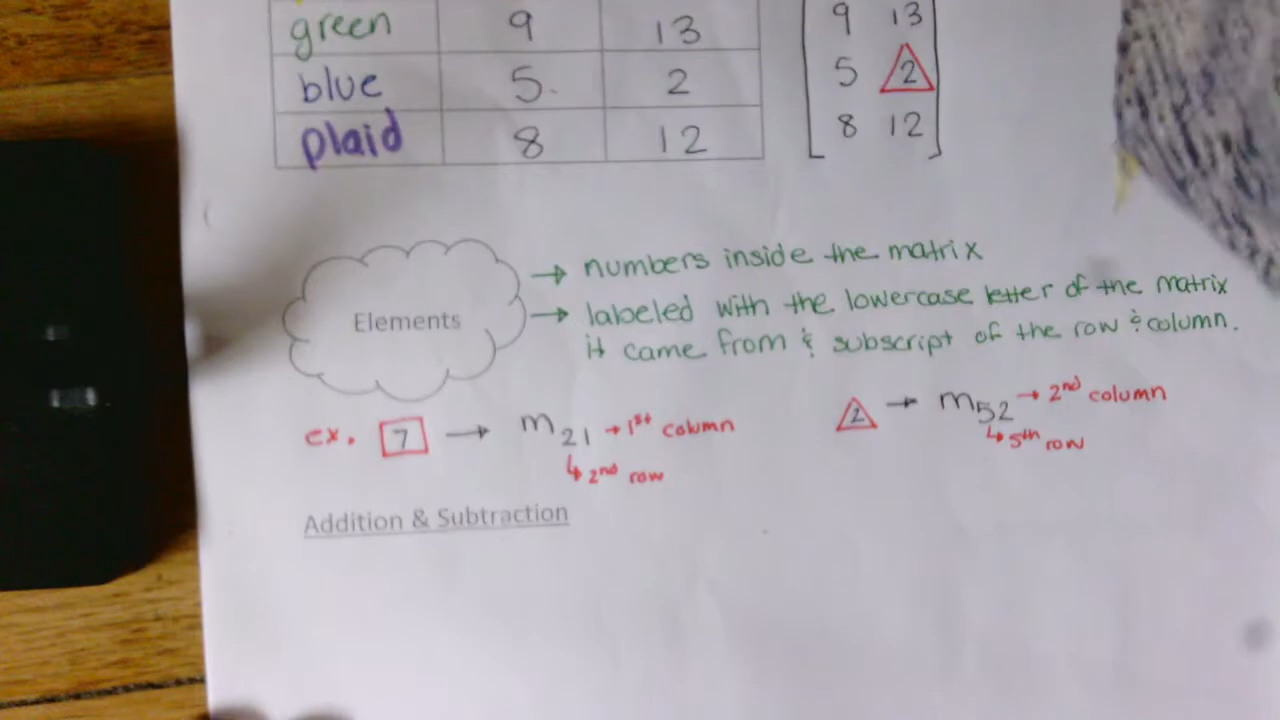 green 9 13
9 13
blue 5. 2
5 2
plaid 8 12
8 12
Elements
→ numbers inside the matrix
→ labeled with the lowercase letter of the matrix
it came from & subscript of the row & column.
ex. 7 → m21 → 1st column
↳ 2nd row
2 → m52 → 2nd column
↳ 5th row
Addition & Subtraction